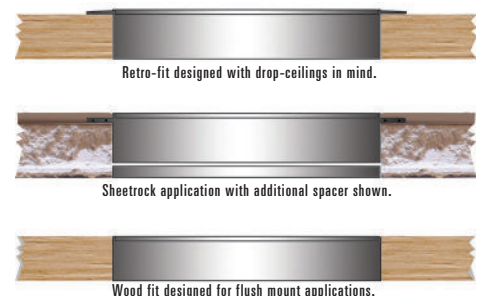 Retro-fit designed with drop-ceilings in mind.
Sheetrock application with additional spacer shown.
Wood fit designed for flush mount applications.